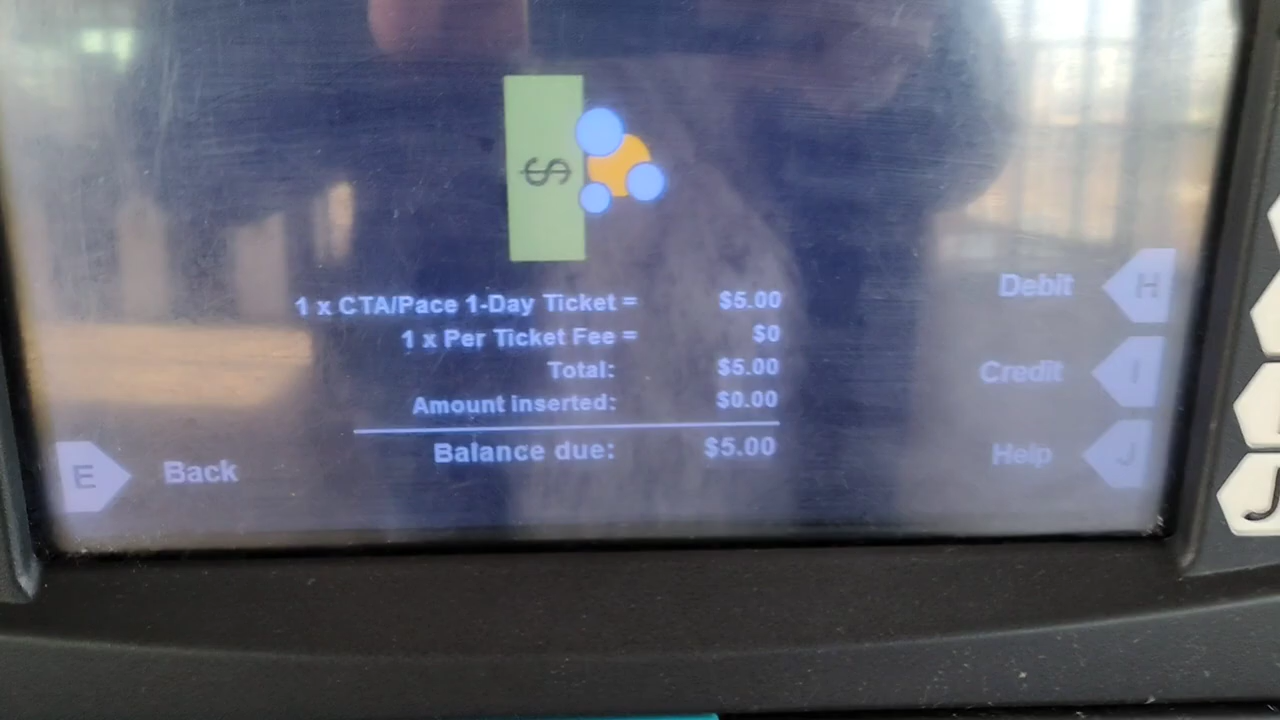 $
1 x CTA/Pace 1-Day Ticket = $5.00
1 x Per Ticket Fee = $0
Total: $5.00
Amount inserted: $0.00
Balance due: $5.00
E Back
Debit H
Credit I
Help J
J